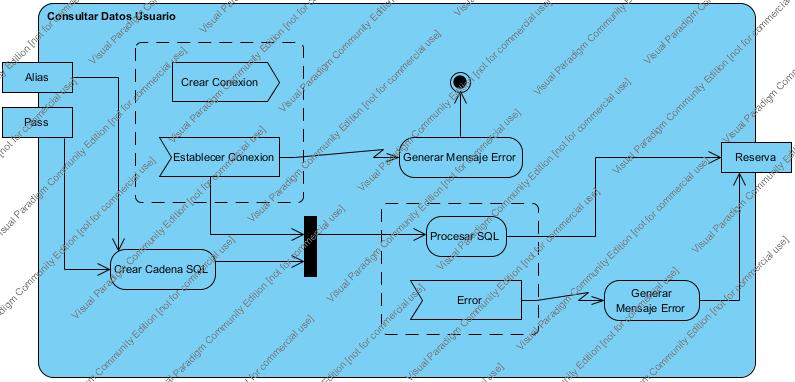 Consultar Datos Usuario
Alias
Pass
Crear Conexion
Establecer Conexion
Generar Mensaje Error
Reserva
Crear Cadena SQL
Procesar SQL
Error
Generar
Mensaje Error
Visual Paradigm Community Edition [not for commercial use]